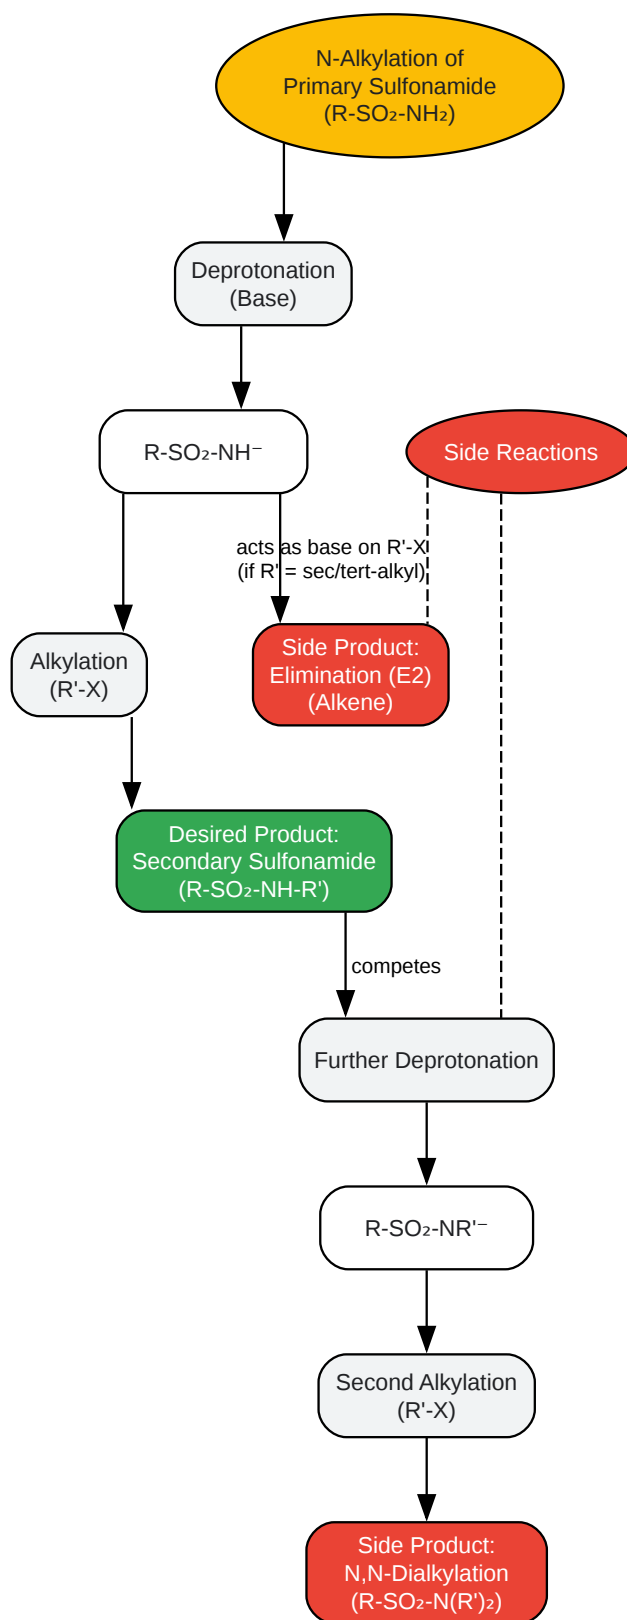 N-Alkylation of
Primary Sulfonamide
(R-SO₂-NH₂)
Deprotonation
(Base)
R-SO₂-NH⁻
Side Reactions
acts as base on R'-X
(if R' = sec/tert-alkyl)
Alkylation
(R'-X)
Side Product:
Elimination (E2)
(Alkene)
Desired Product:
Secondary Sulfonamide
(R-SO₂-NH-R')
competes
Further Deprotonation
R-SO₂-NR'⁻
Second Alkylation
(R'-X)
Side Product:
N,N-Dialkylation
(R-SO₂-N(R')₂)